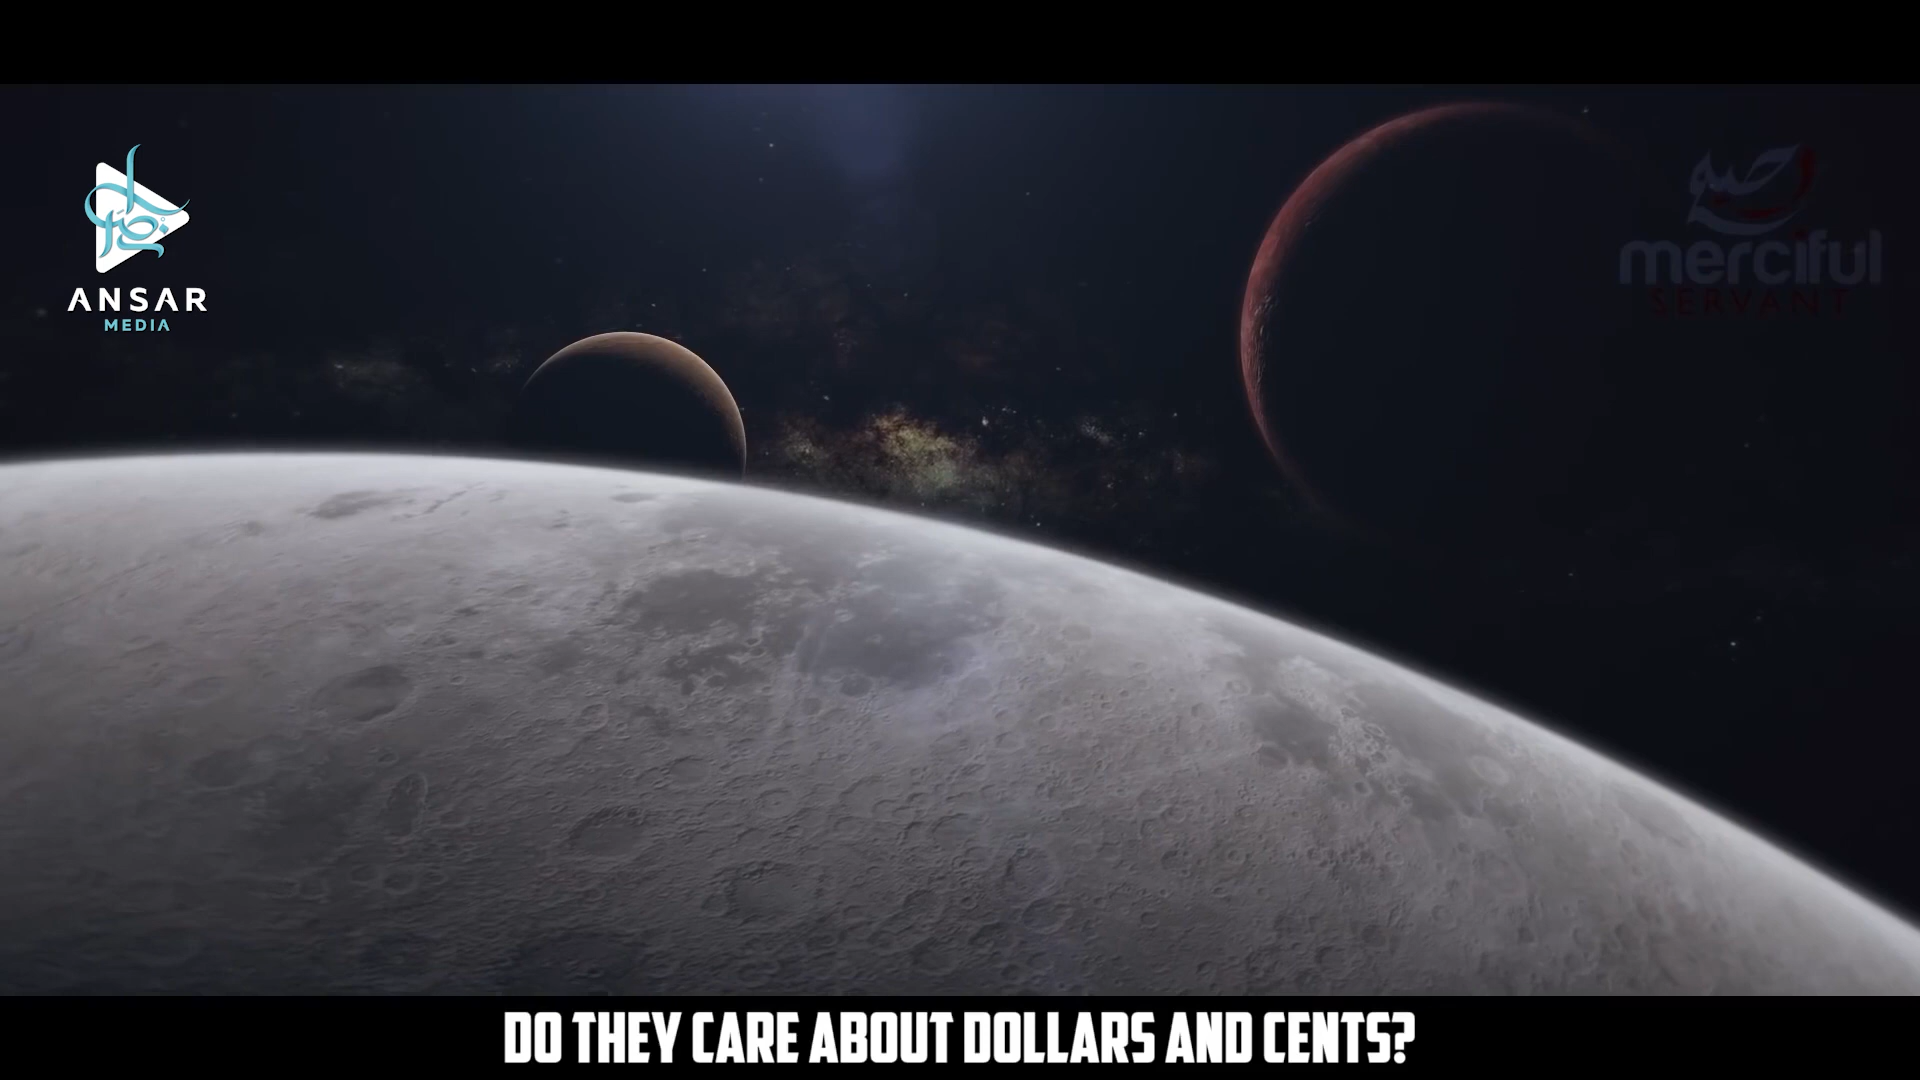 ANSAR
MEDIA
merciful
SERVANT
DO THEY CARE ABOUT DOLLARS AND CENTS?